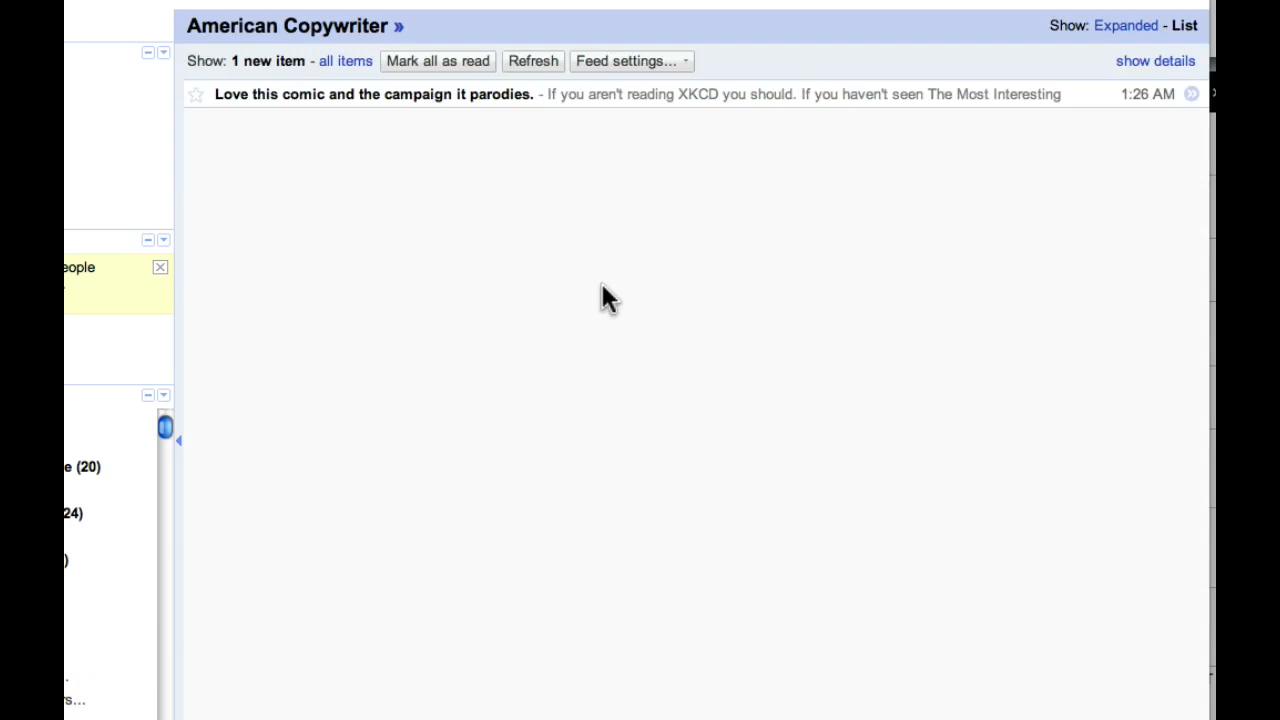 American Copywriter »
Show: Expanded - List
Show: 1 new item - all items Mark all as read Refresh Feed settings... show details
Love this comic and the campaign it parodies. - If you aren't reading XKCD you should. If you haven't seen The Most Interesting 1:26 AM
eople
e (20)
24)
)
rs...